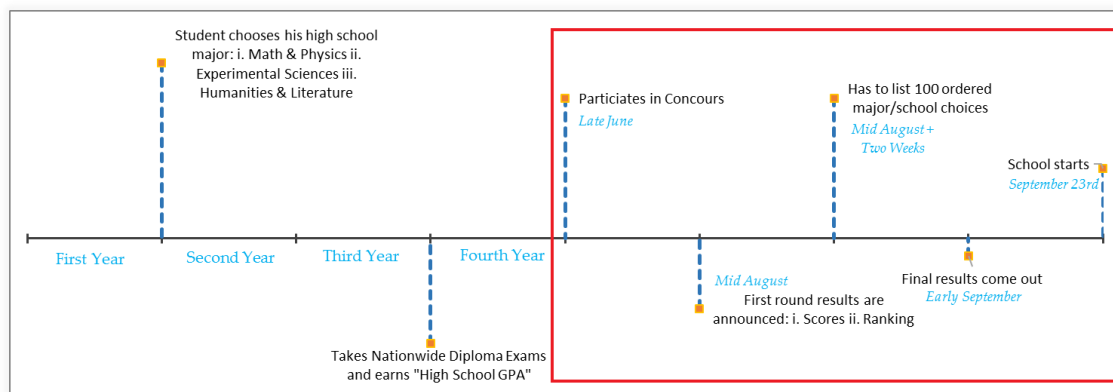 Student chooses his high school
major: i. Math & Physics ii.
Experimental Sciences iii.
Humanities & Literature
Particiates in Concours
Late June
Has to list 100 ordered
major/school choices
Mid August +
Two Weeks
School starts
September 23rd
First Year
Second Year
Third Year
Fourth Year
Mid August
First round results are
announced: i. Scores ii. Ranking
Final results come out
Early September
Takes Nationwide Diploma Exams
and earns "High School GPA"